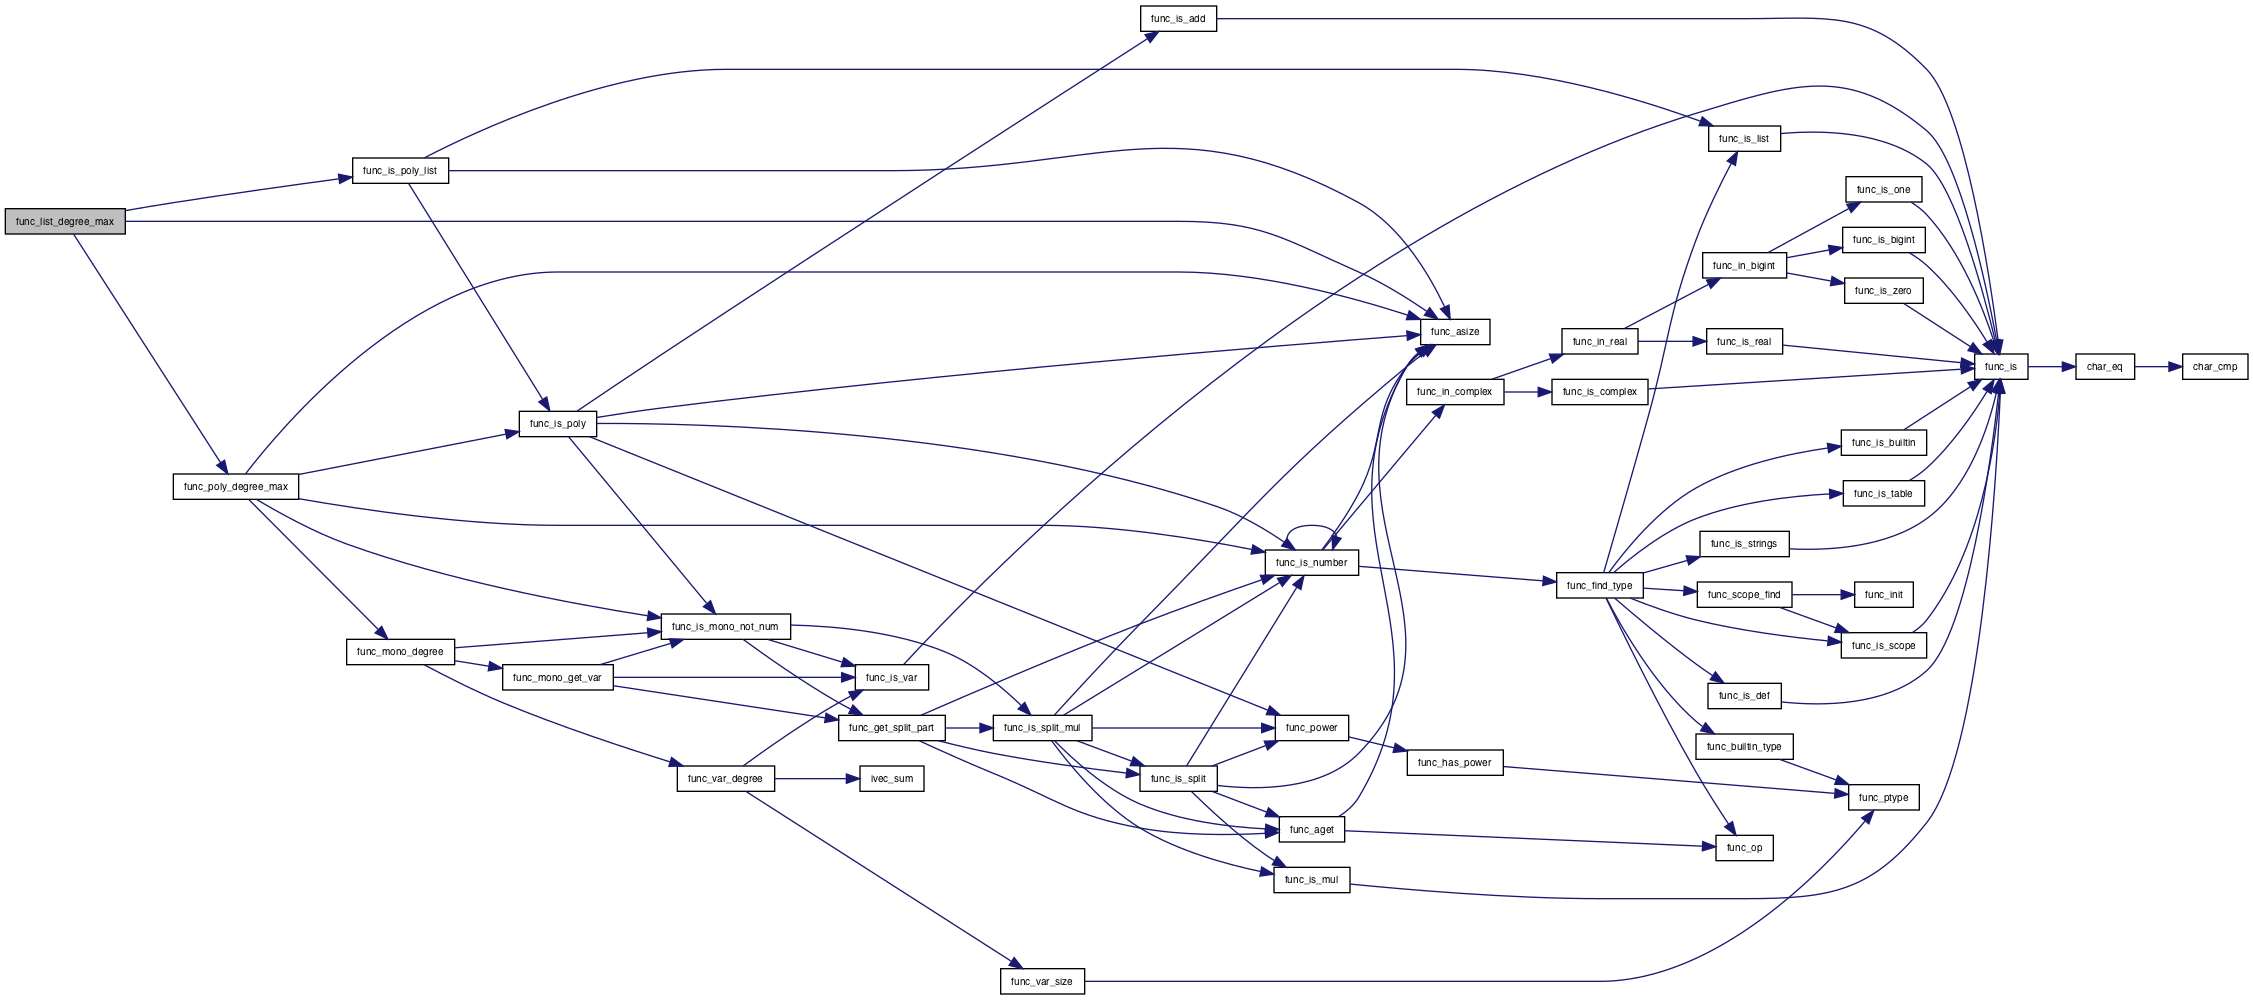 func_list_degree_max
func_is_poly_list
func_poly_degree_max
func_mono_degree
func_is_poly
func_mono_get_var
func_is_mono_not_num
func_var_degree
func_is_var
func_get_split_part
ivec_sum
func_is_add
func_is_split_mul
func_var_size
func_is_split
func_is_number
func_power
func_aget
func_is_mul
func_asize
func_in_complex
func_has_power
func_in_real
func_is_complex
func_find_type
func_is_list
func_in_bigint
func_is_real
func_is_strings
func_scope_find
func_is_def
func_builtin_type
func_op
func_is_one
func_is_bigint
func_is_zero
func_is_builtin
func_is_table
func_init
func_is_scope
func_ptype
func_is
char_eq
char_cmp